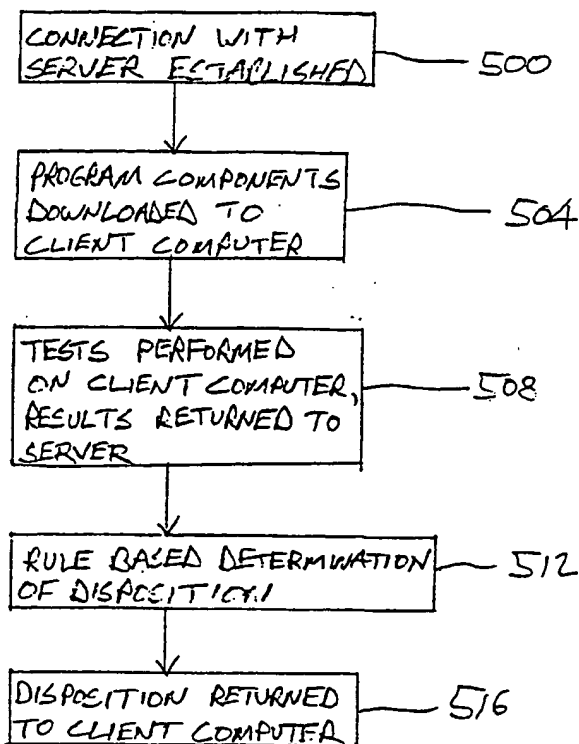 CONNECTION WITH
SERVER ESTABLISHED
500
PROGRAM COMPONENTS
DOWNLOADED TO
CLIENT COMPUTER
504
TESTS PERFORMED
ON CLIENT COMPUTER,
RESULTS RETURNED TO
SERVER
508
RULE BASED DETERMINATION
OF DISPOSITION
512
DISPOSITION RETURNED
TO CLIENT COMPUTER
516